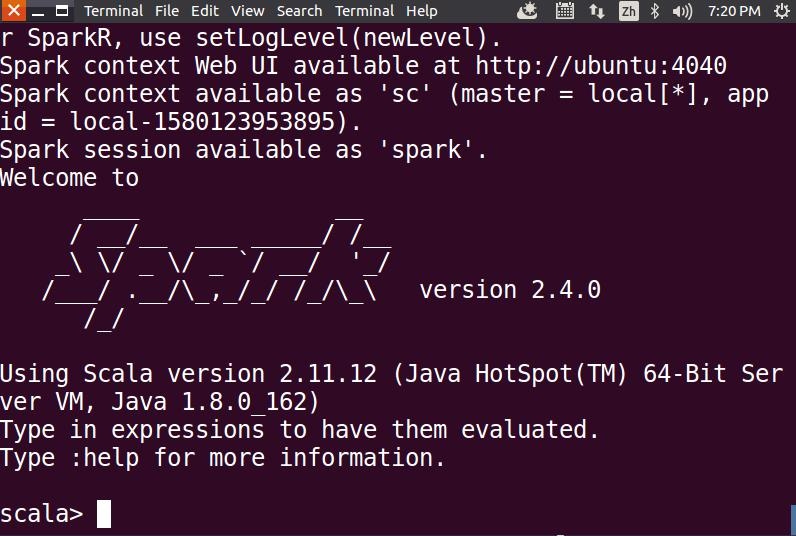 Terminal File Edit View Search Terminal Help Zh 7:20 PM
r SparkR, use setLogLevel(newLevel).
Spark context Web UI available at http://ubuntu:4040
Spark context available as 'sc' (master = local[*], app
id = local-1580123953895).
Spark session available as 'spark'.
Welcome to
      ____              __
     / __/__  ___ _____/ /__
    _\ \/ _ \/ _ `/ __/  '_/
   /___/ .__/\_,_/_/ /_/\_\   version 2.4.0
      /_/
Using Scala version 2.11.12 (Java HotSpot(TM) 64-Bit Ser
ver VM, Java 1.8.0_162)
Type in expressions to have them evaluated.
Type :help for more information.
scala>